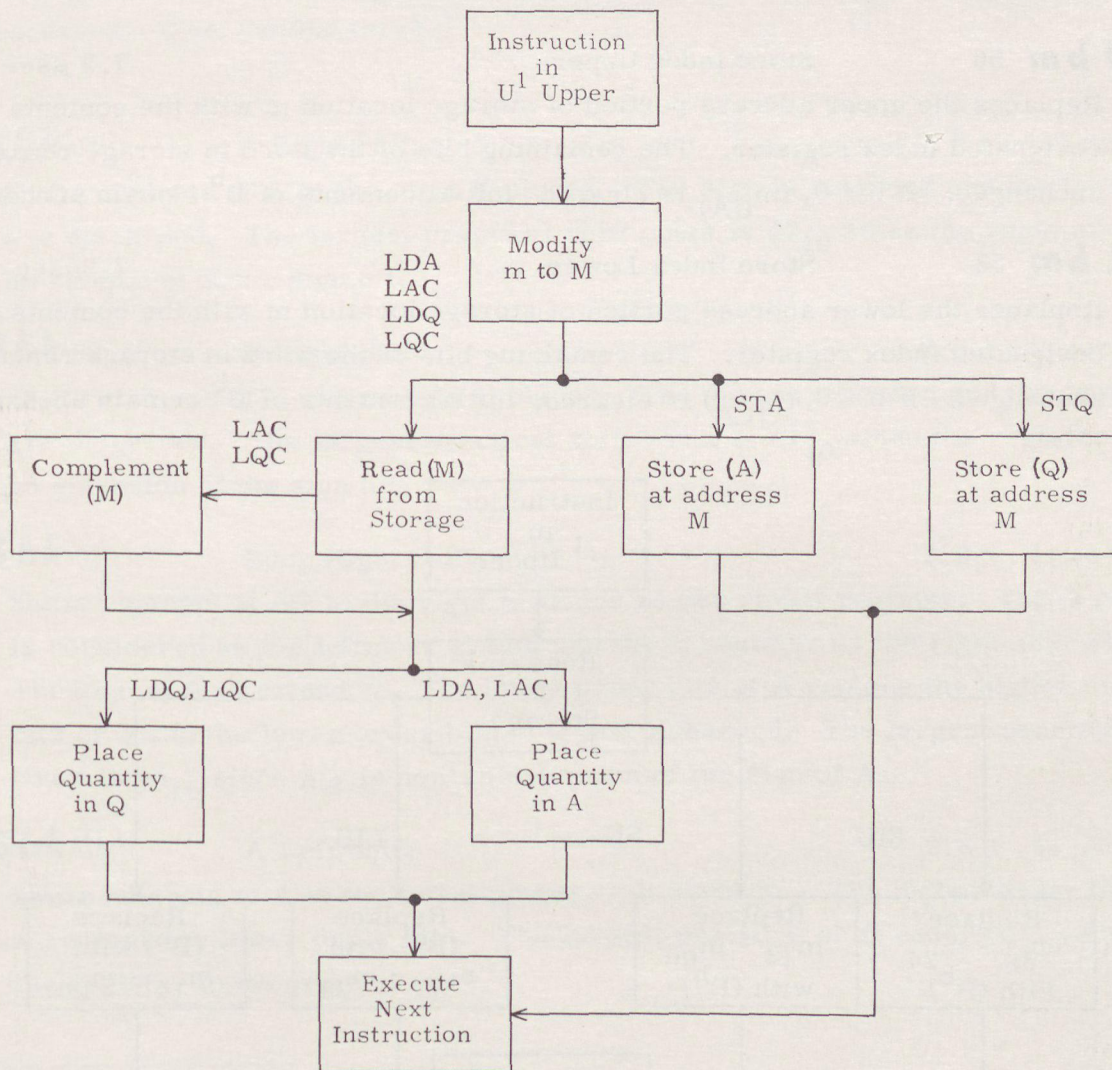 Instruction
in
U¹ Upper
Modify
m to M
LDA
LAC
LDQ
LQC
STA
STQ
LAC
LQC
Complement
(M)
Read (M)
from
Storage
Store (A)
at address
M
Store (Q)
at address
M
LDQ, LQC
LDA, LAC
Place
Quantity
in Q
Place
Quantity
in A
Execute
Next
Instruction